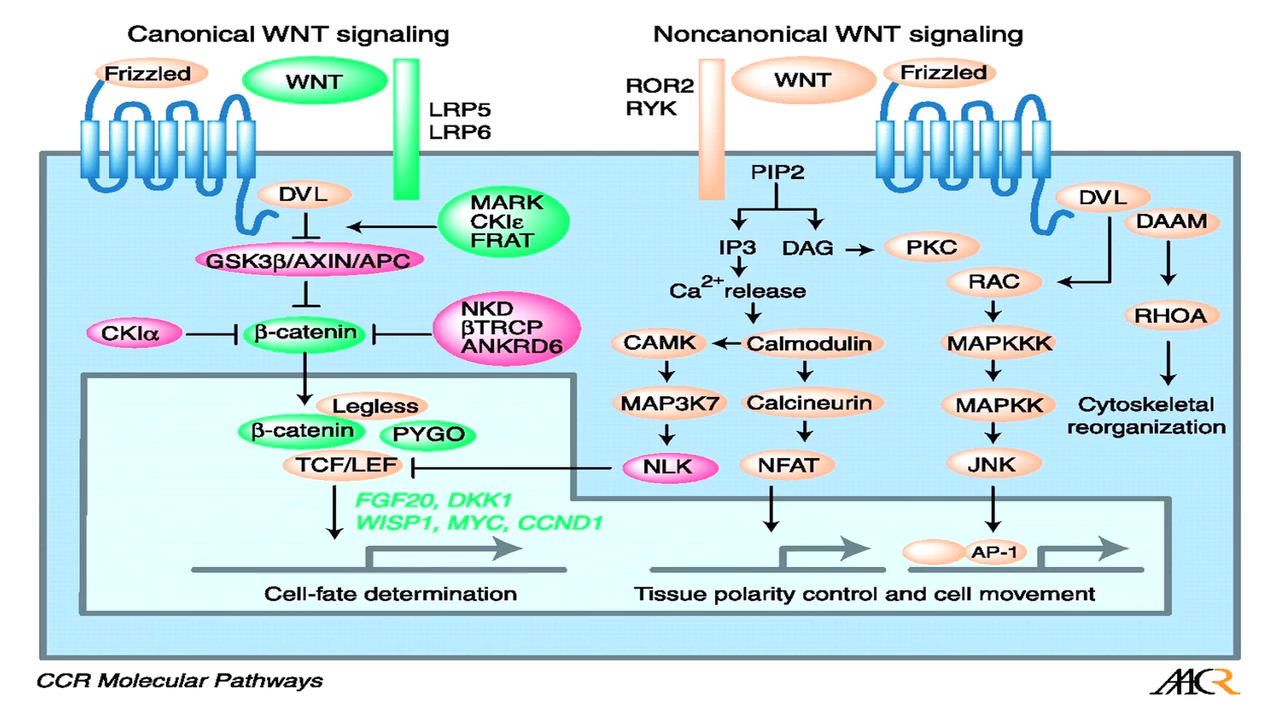 Canonical WNT signaling
Noncanonical WNT signaling
Frizzled
WNT
LRP5
LRP6
ROR2
RYK
WNT
Frizzled
DVL
MARK
CKIε
FRAT
GSK3β/AXIN/APC
CKIα
β-catenin
NKD
βTRCP
ANKRD6
Legless
β-catenin
PYGO
TCF/LEF
FGF20, DKK1
WISP1, MYC, CCND1
Cell-fate determination
PIP2
IP3
DAG
PKC
Ca2+release
CAMK
Calmodulin
MAP3K7
Calcineurin
NLK
NFAT
DVL
DAAM
RAC
RHOA
MAPKKK
MAPKK
Cytoskeletal
reorganization
JNK
AP-1
Tissue polarity control and cell movement
CCR Molecular Pathways
AACR